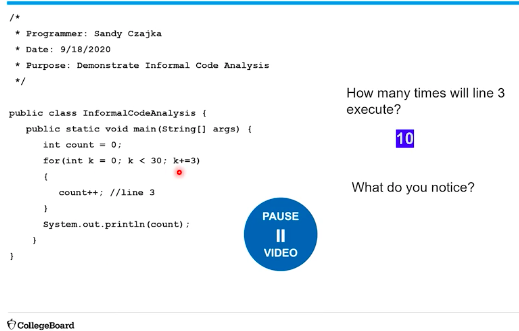 /*
* Programmer: Sandy Czajka
* Date: 9/18/2020
* Purpose: Demonstrate Informal Code Analysis
*/
public class InformalCodeAnalysis {
public static void main(String[] args) {
int count = 0;
for(int k = 0; k < 30; k+=3)
{
count++; //line 3
}
System.out.println(count);
}
}
How many times will line 3
execute?
10
What do you notice?
PAUSE
VIDEO
CollegeBoard